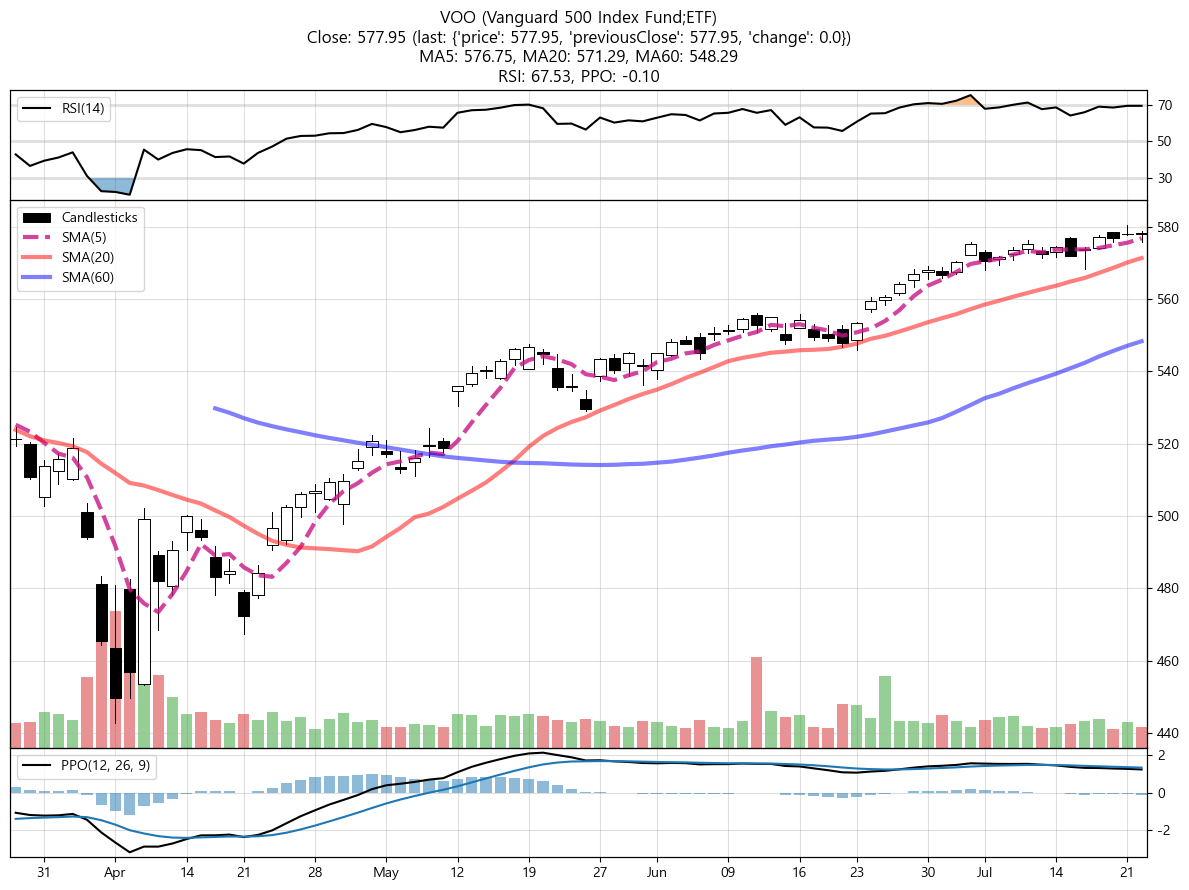 VOO (Vanguard 500 Index Fund;ETF)
Close: 577.95 (last: {'price': 577.95, 'previousClose': 577.95, 'change': 0.0})
MA5: 576.75, MA20: 571.29, MA60: 548.29
RSI: 67.53, PPO: -0.10
RSI(14)
70
50
30
Candlesticks
SMA(5)
SMA(20)
SMA(60)
580
560
540
520
500
480
460
440
PPO(12, 26, 9)
2
0
-2
31 Apr 14 21 28 May 12 19 27 Jun 09 16 23 30 Jul 14 21